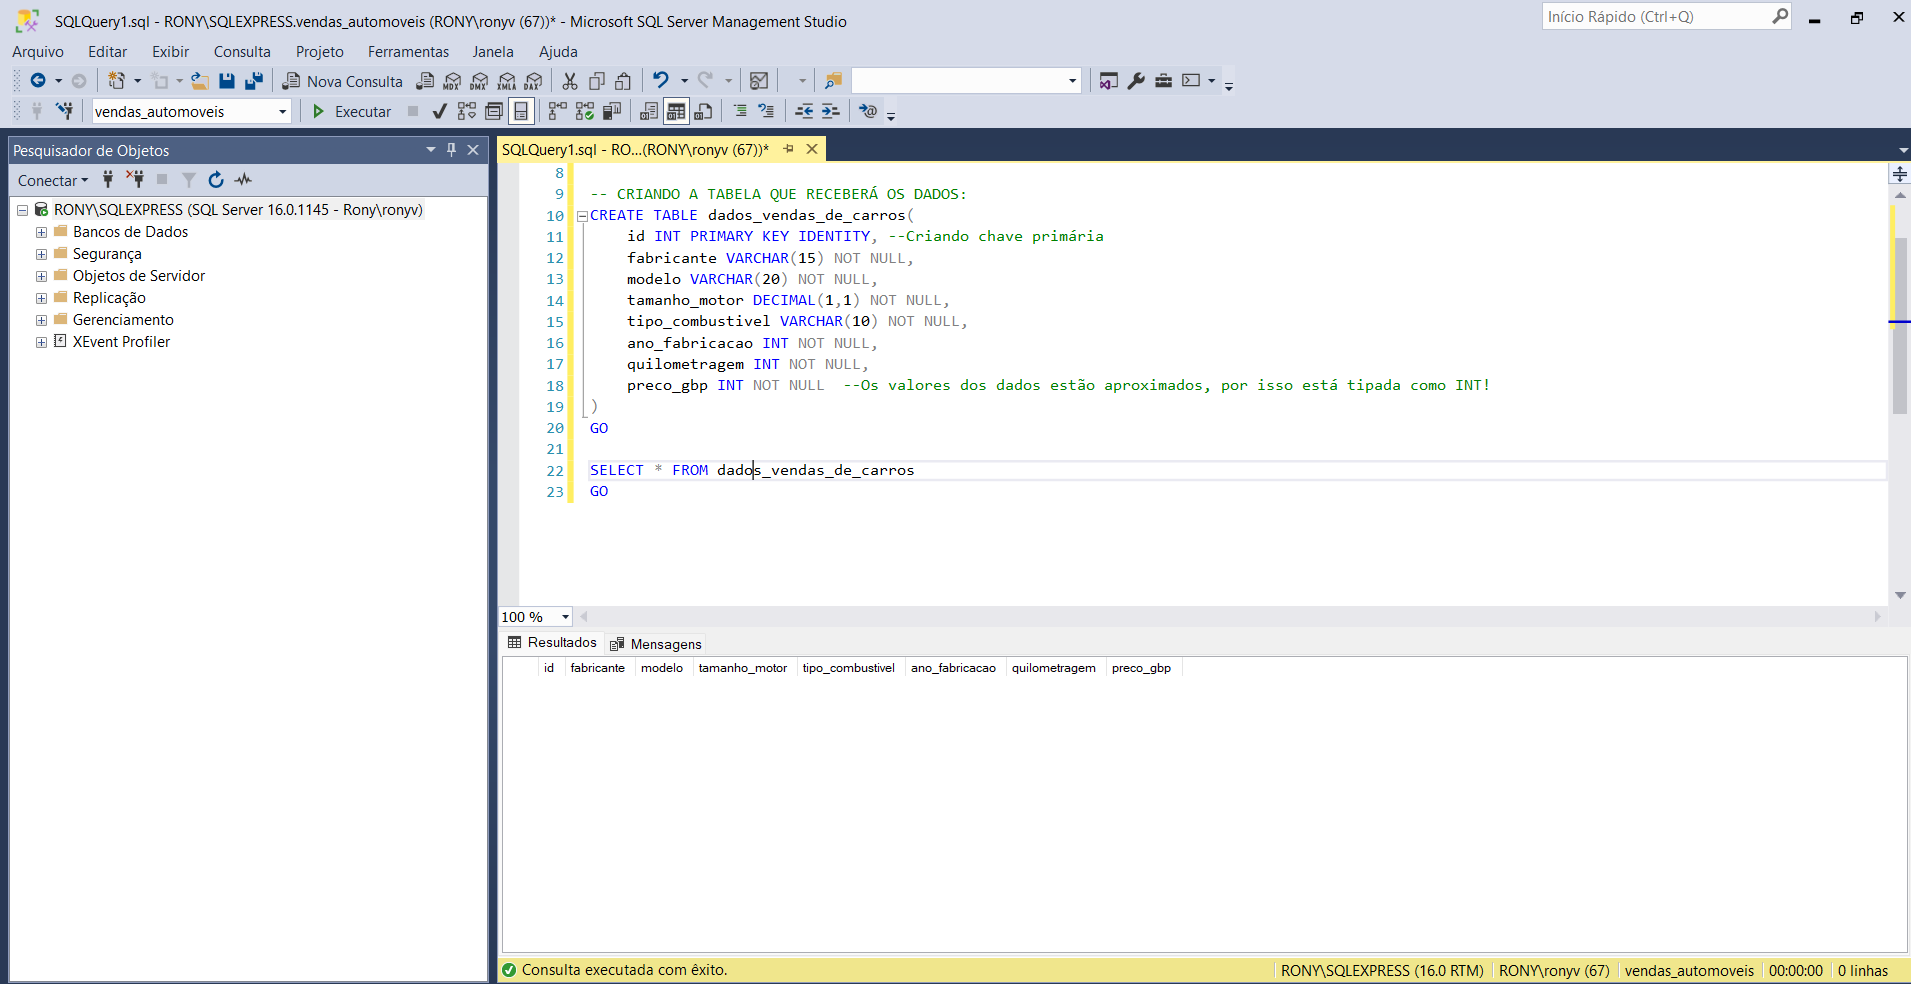 SQLQuery1.sql - RONY\SQLEXPRESS.vendas_automoveis (RONY\ronyv (67))* - Microsoft SQL Server Management Studio
Início Rápido (Ctrl+Q)
Arquivo Editar Exibir Consulta Projeto Ferramentas Janela Ajuda
Nova Consulta MDX DMX XMLA DAX
vendas_automoveis Executar
Pesquisador de Objetos
Conectar
RONY\SQLEXPRESS (SQL Server 16.0.1145 - Rony\ronyv)
Bancos de Dados
Segurança
Objetos de Servidor
Replicação
Gerenciamento
XEvent Profiler
SQLQuery1.sql - RO...(RONY\ronyv (67))*
8
9 -- CRIANDO A TABELA QUE RECEBERÁ OS DADOS:
10 CREATE TABLE dados_vendas_de_carros(
11 id INT PRIMARY KEY IDENTITY, --Criando chave primária
12 fabricante VARCHAR(15) NOT NULL,
13 modelo VARCHAR(20) NOT NULL,
14 tamanho_motor DECIMAL(1,1) NOT NULL,
15 tipo_combustivel VARCHAR(10) NOT NULL,
16 ano_fabricacao INT NOT NULL,
17 quilometragem INT NOT NULL,
18 preco_gbp INT NOT NULL --Os valores dos dados estão aproximados, por isso está tipada como INT!
19 )
20 GO
21
22 SELECT * FROM dados_vendas_de_carros
23 GO
100 %
Resultados Mensagens
id fabricante modelo tamanho_motor tipo_combustivel ano_fabricacao quilometragem preco_gbp
Consulta executada com êxito. RONY\SQLEXPRESS (16.0 RTM) RONY\ronyv (67) vendas_automoveis 00:00:00 0 linhas